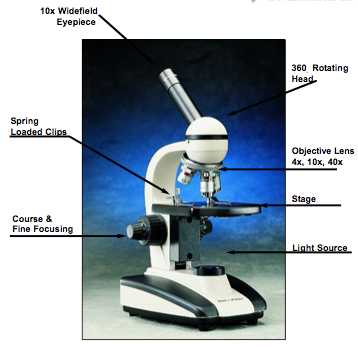 10x Widefield
Eyepiece
360 Rotating
Head
Spring
Loaded Clips
Objective Lens
4x, 10x, 40x
Stage
Course &
Fine Focusing
Light Source